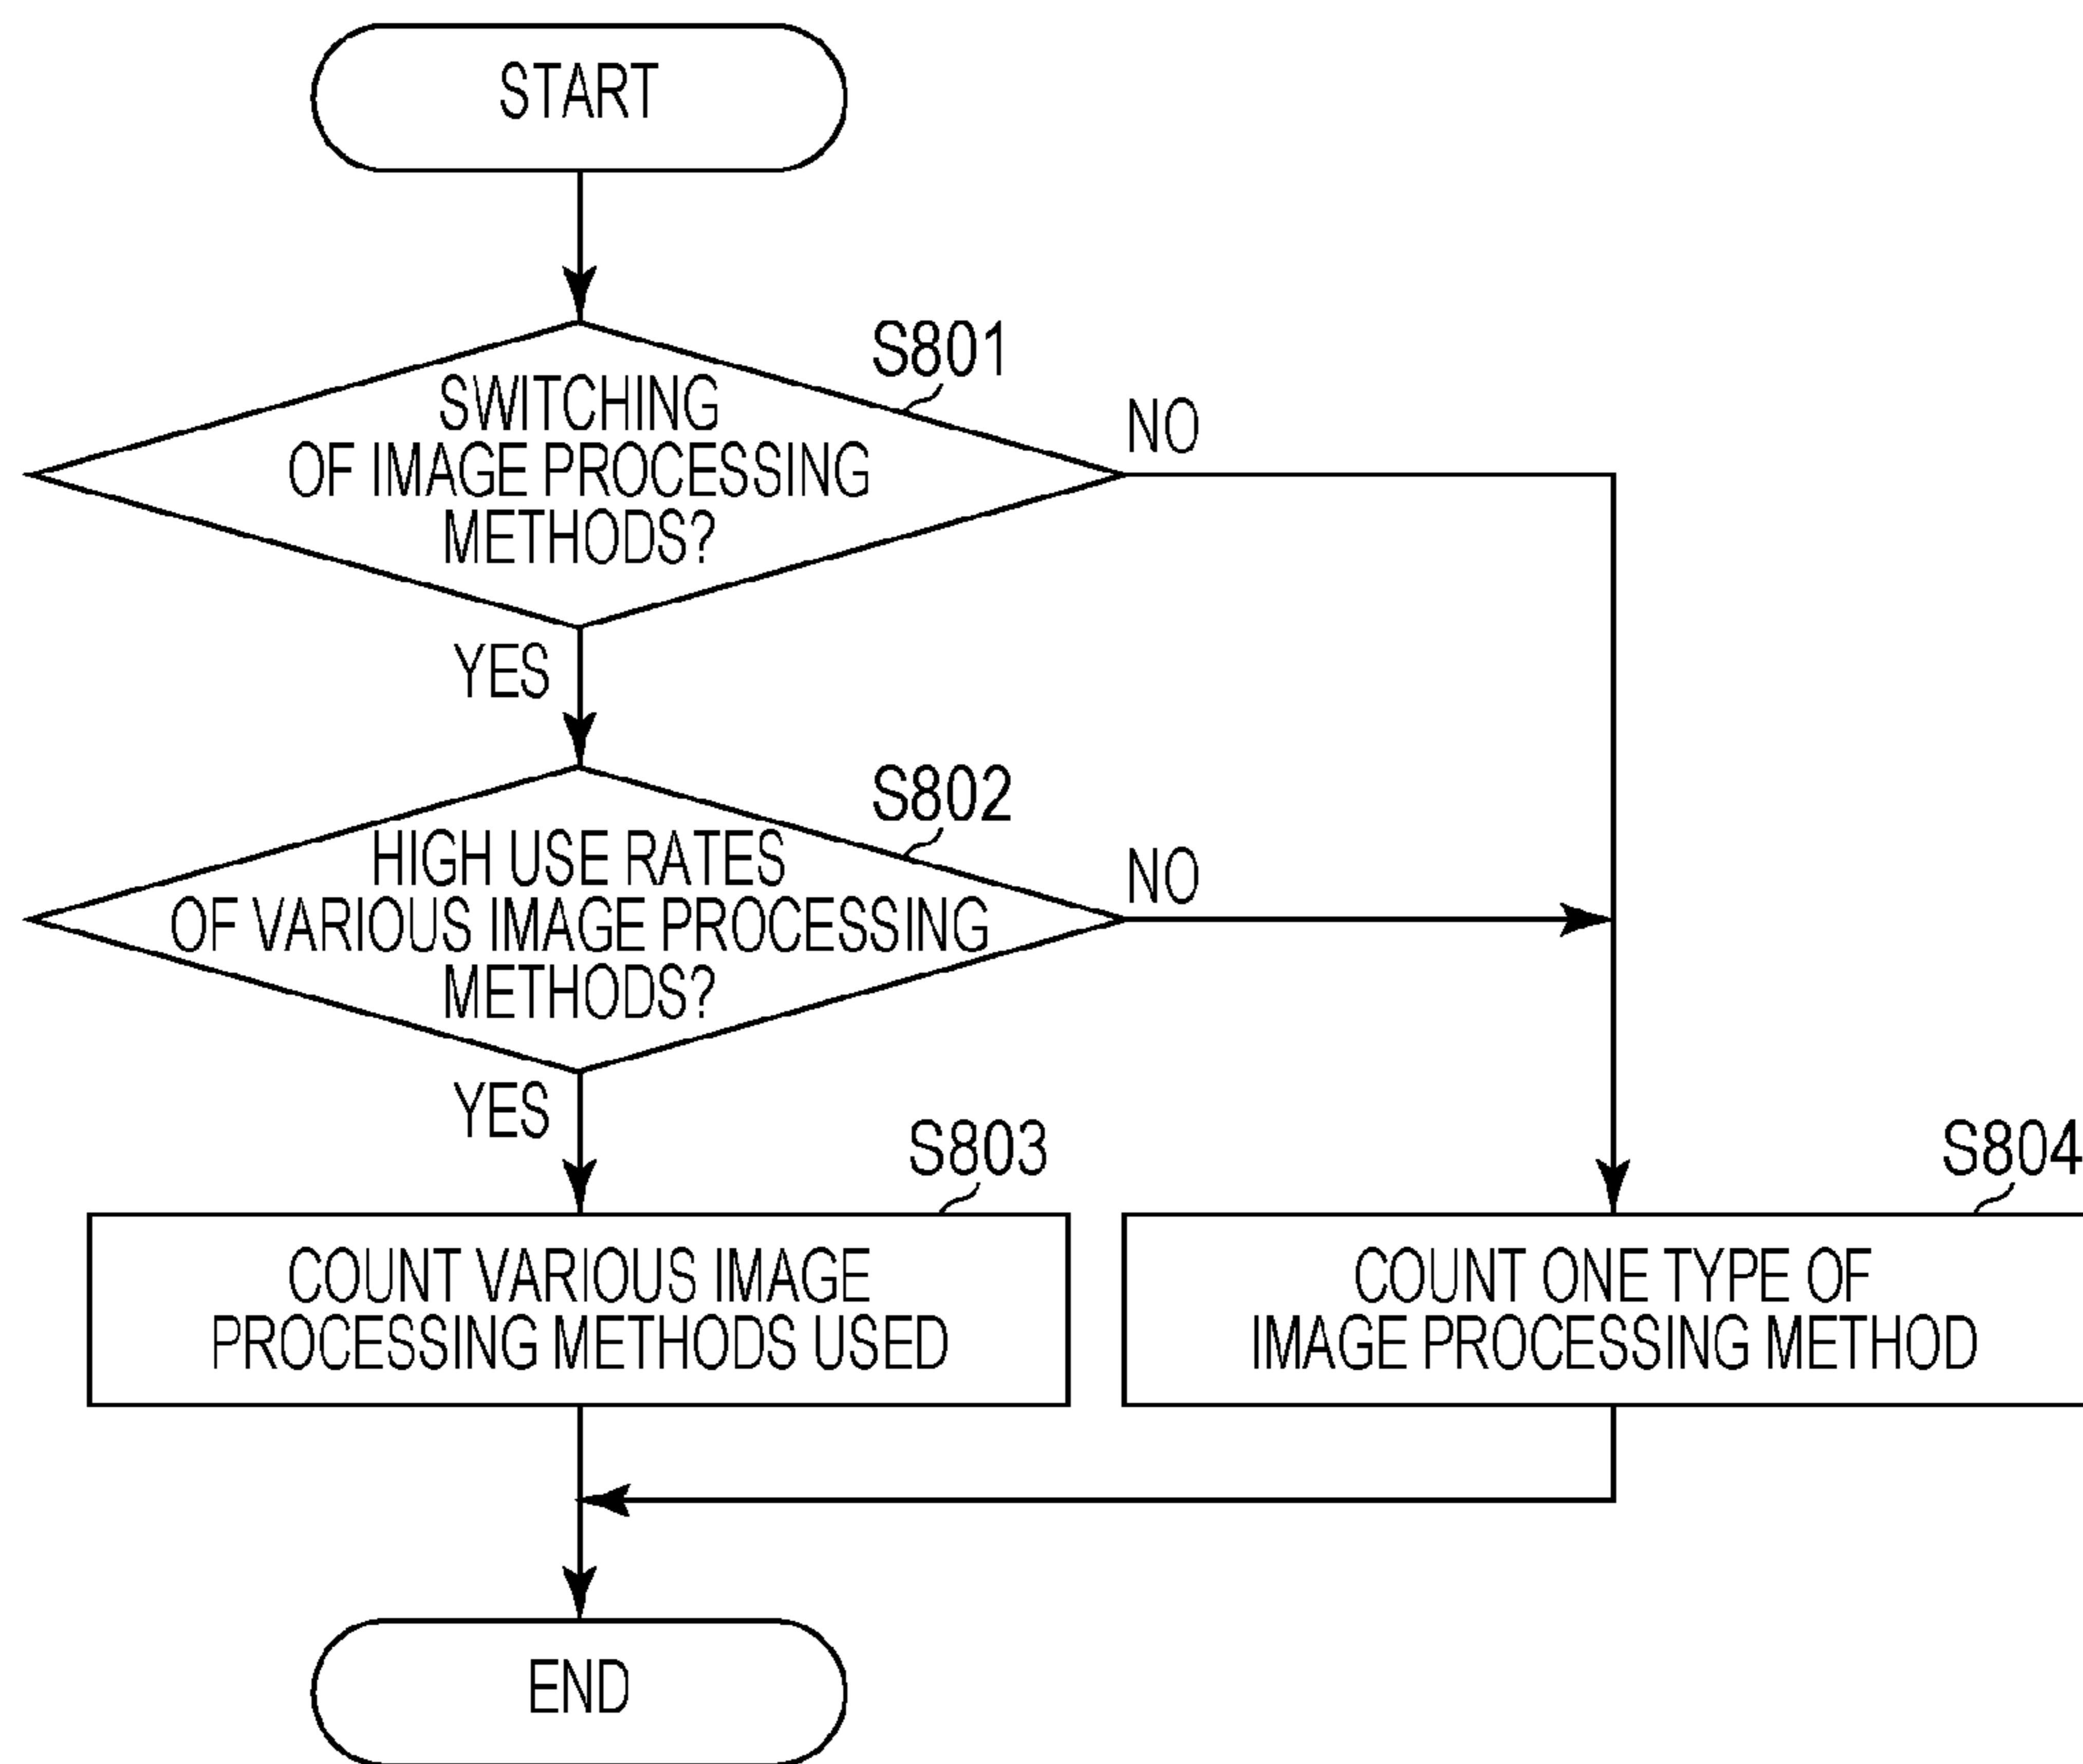 START
S801
SWITCHING
OF IMAGE PROCESSING
METHODS?
NO
YES
S802
HIGH USE RATES
OF VARIOUS IMAGE PROCESSING
METHODS?
NO
YES
S803
COUNT VARIOUS IMAGE
PROCESSING METHODS USED
S804
COUNT ONE TYPE OF
IMAGE PROCESSING METHOD
END